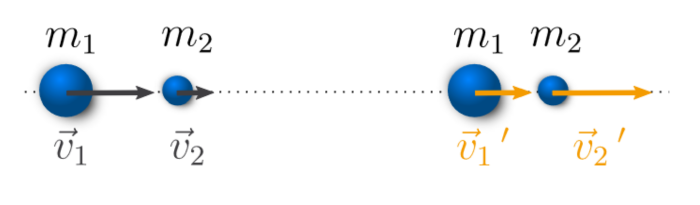 m₁ m₂ m₁ m₂
v⃗₁ v⃗₂ v⃗₁′ v⃗₂′